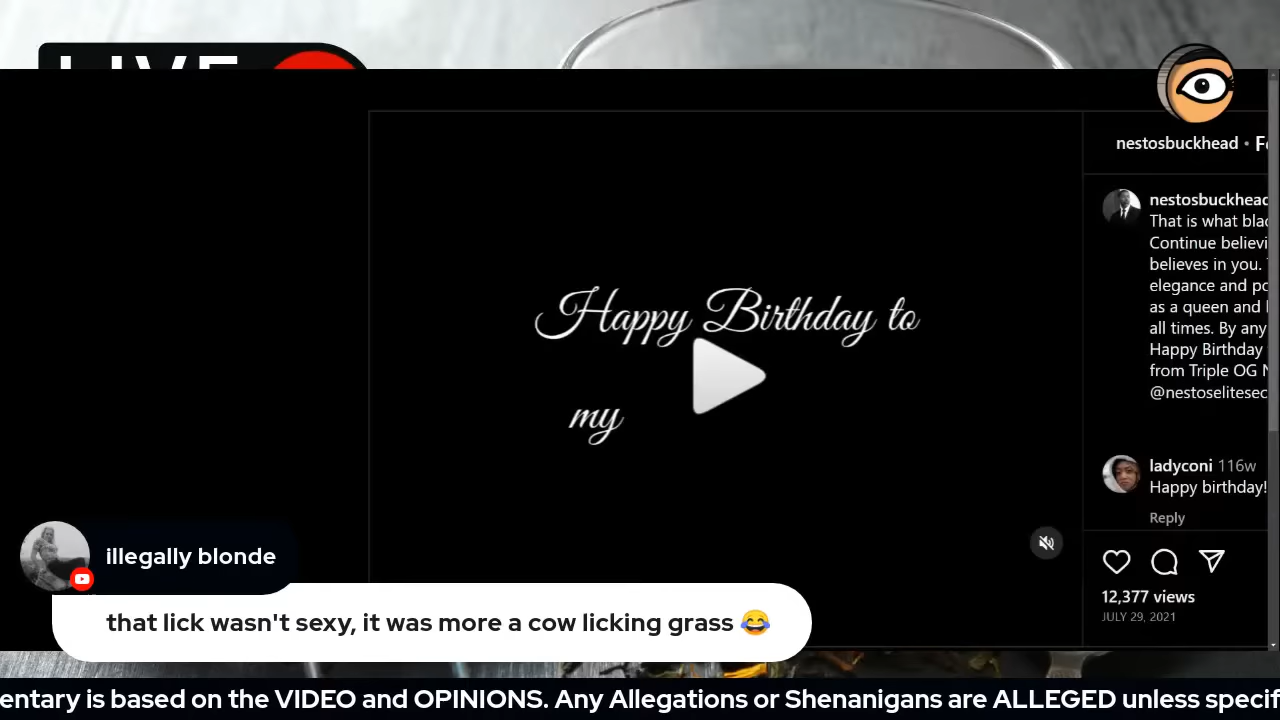 LIVE
Happy Birthday to
my
nestosbuckhead •
nestosbuckhead
That is what
Continue
believes in you.
elegance and
as a queen and
all times. By any
Happy Birthday
from Triple OG
@nestoselitesec
ladyconi 116w
Happy birthday!
Reply
12,377 views
JULY 29, 2021
illegally blonde
that lick wasn't sexy, it was more a cow licking grass 😂
entary is based on the VIDEO and OPINIONS. Any Allegations or Shenanigans are ALLEGED unless specif